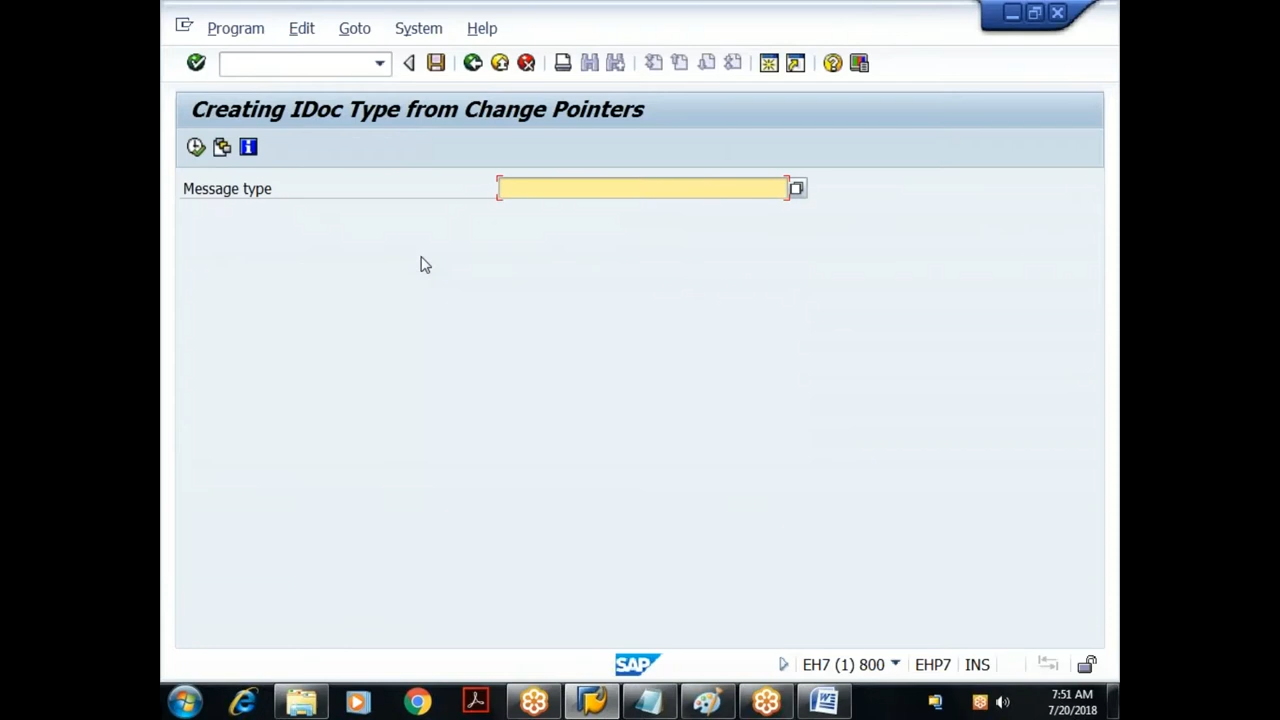 Program Edit Goto System Help
Creating IDoc Type from Change Pointers
Message type
SAP EH7 (1) 800 EHP7 INS
7:51 AM
7/20/2018